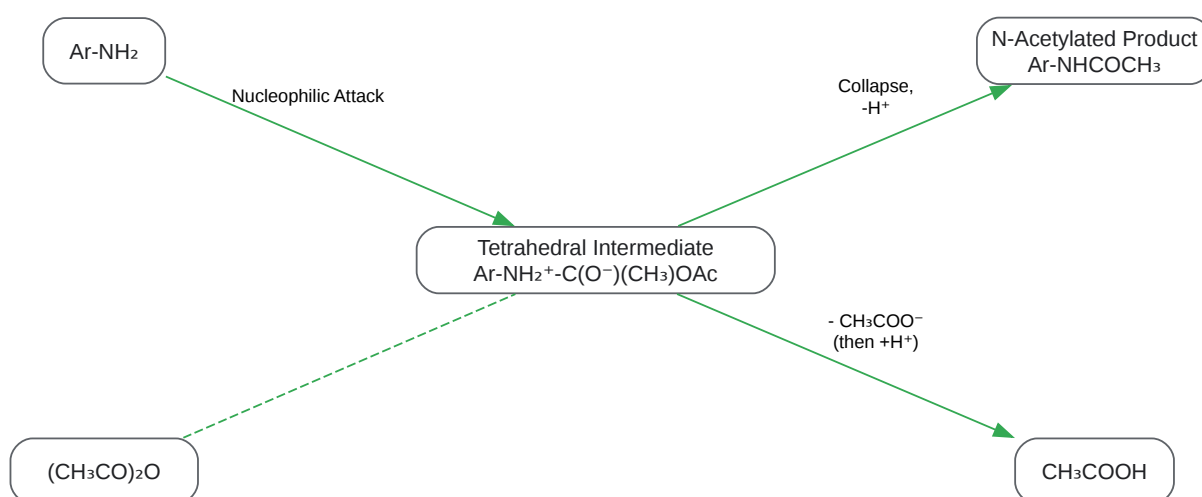 Ar-NH₂
N-Acetylated Product
Ar-NHCOCH₃
Nucleophilic Attack
Collapse,
-H⁺
Tetrahedral Intermediate
Ar-NH₂⁺-C(O⁻)(CH₃)OAc
- CH₃COO⁻
(then +H⁺)
(CH₃CO)₂O
CH₃COOH